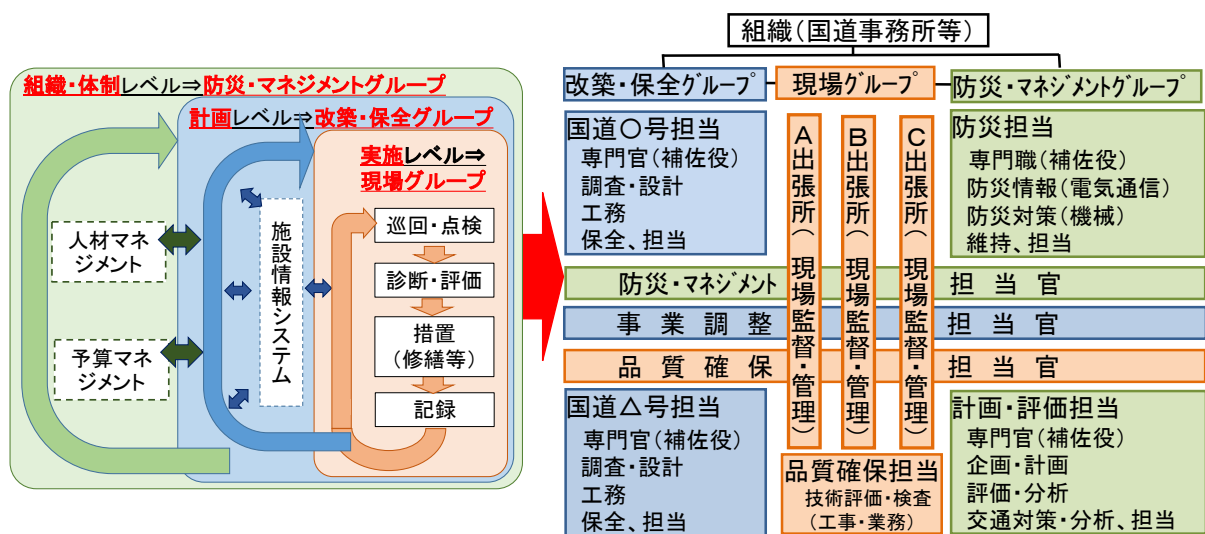 組織・体制レベル⇒防災・マネジメントグループ
計画レベル⇒改築・保全グループ
実施レベル⇒
現場グループ
人材マネ
ジメント
予算マネ
ジメント
施設情報システム
巡回・点検
診断・評価
措置
(修繕等)
記録
組織(国道事務所等)
改築・保全グループ
現場グループ
防災・マネジメントグループ
国道〇号担当
専門官(補佐役)
調査・設計
工務
保全、担当
A出張所(現場監督・管理)
B出張所(現場監督・管理)
C出張所(現場監督・管理)
防災担当
専門職(補佐役)
防災情報(電気通信)
防災対策(機械)
維持、担当
防災・マネジメント 担当官
事業調整 担当官
品質確保 担当官
国道△号担当
専門官(補佐役)
調査・設計
工務
保全、担当
品質確保担当
技術評価・検査
(工事・業務)
計画・評価担当
専門官(補佐役)
企画・計画
評価・分析
交通対策・分析、担当